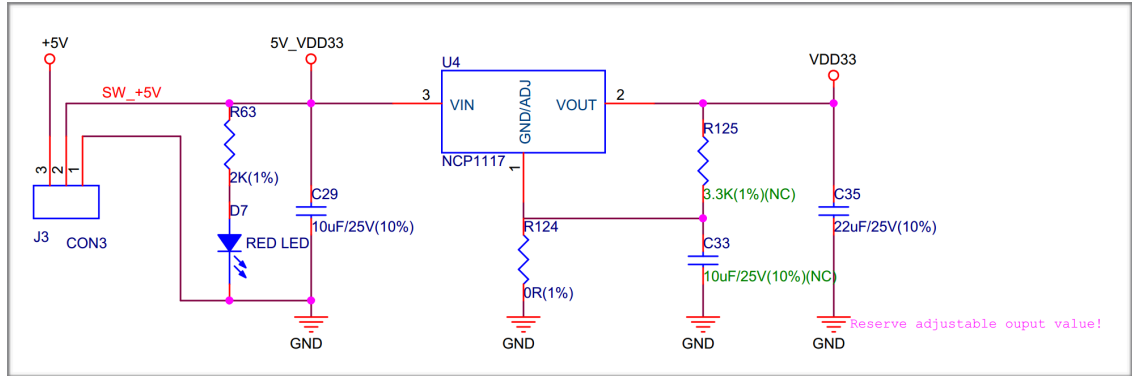 +5V
5V_VDD33
VDD33
U4
SW_+5V
3
VIN
GND/ADJ
VOUT
2
R63
R125
NCP1117
1
3
2
1
2K(1%)
3.3K(1%)(NC)
C29
C35
D7
10uF/25V(10%)
R124
22uF/25V(10%)
J3
CON3
RED LED
C33
10uF/25V(10%)(NC)
0R(1%)
Reserve adjustable ouput value!
GND
GND
GND
GND